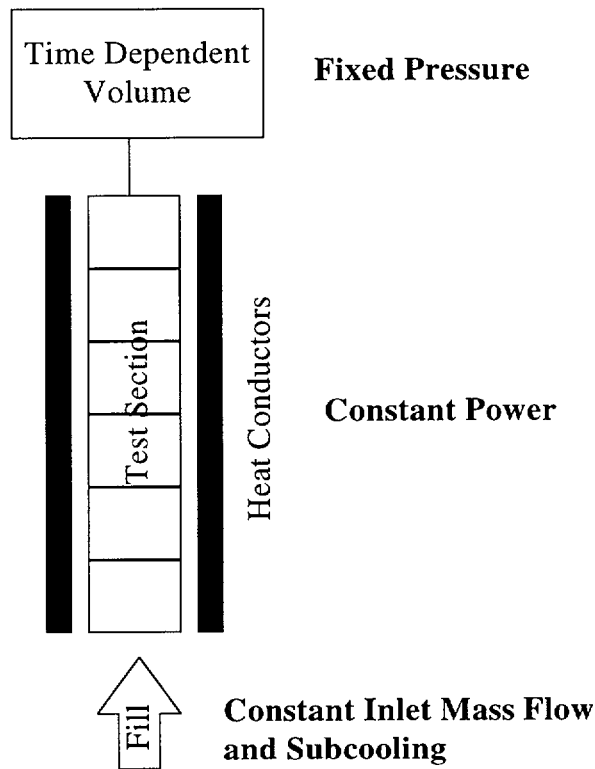 Time Dependent
Volume
Fixed Pressure
Test Section
Heat Conductors
Constant Power
Fill
Constant Inlet Mass Flow
and Subcooling